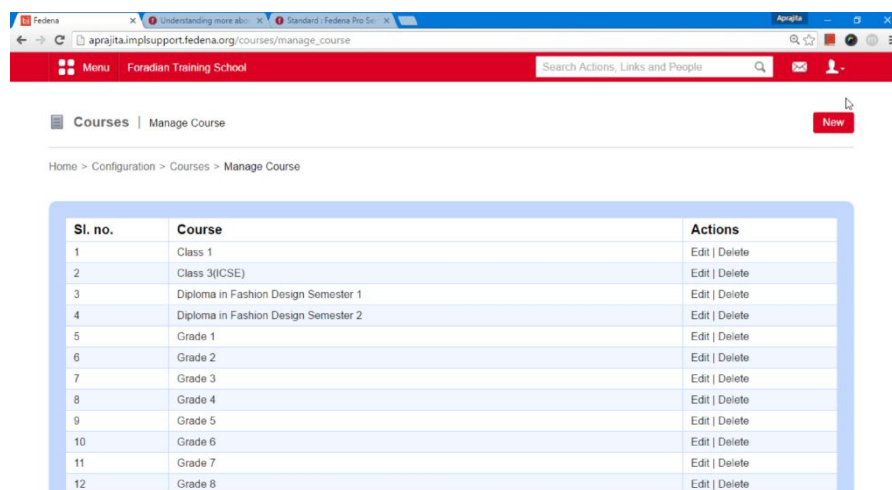 Fedena
Understanding more abo
Standard : Fedena Pro Se
Aprajita
aprajita.implsupport.fedena.org/courses/manage_course
Menu Foradian Training School Search Actions, Links and People
Courses | Manage Course New
Home > Configuration > Courses > Manage Course
Sl. no. Course Actions
1 Class 1 Edit | Delete
2 Class 3(ICSE) Edit | Delete
3 Diploma in Fashion Design Semester 1 Edit | Delete
4 Diploma in Fashion Design Semester 2 Edit | Delete
5 Grade 1 Edit | Delete
6 Grade 2 Edit | Delete
7 Grade 3 Edit | Delete
8 Grade 4 Edit | Delete
9 Grade 5 Edit | Delete
10 Grade 6 Edit | Delete
11 Grade 7 Edit | Delete
12 Grade 8 Edit | Delete